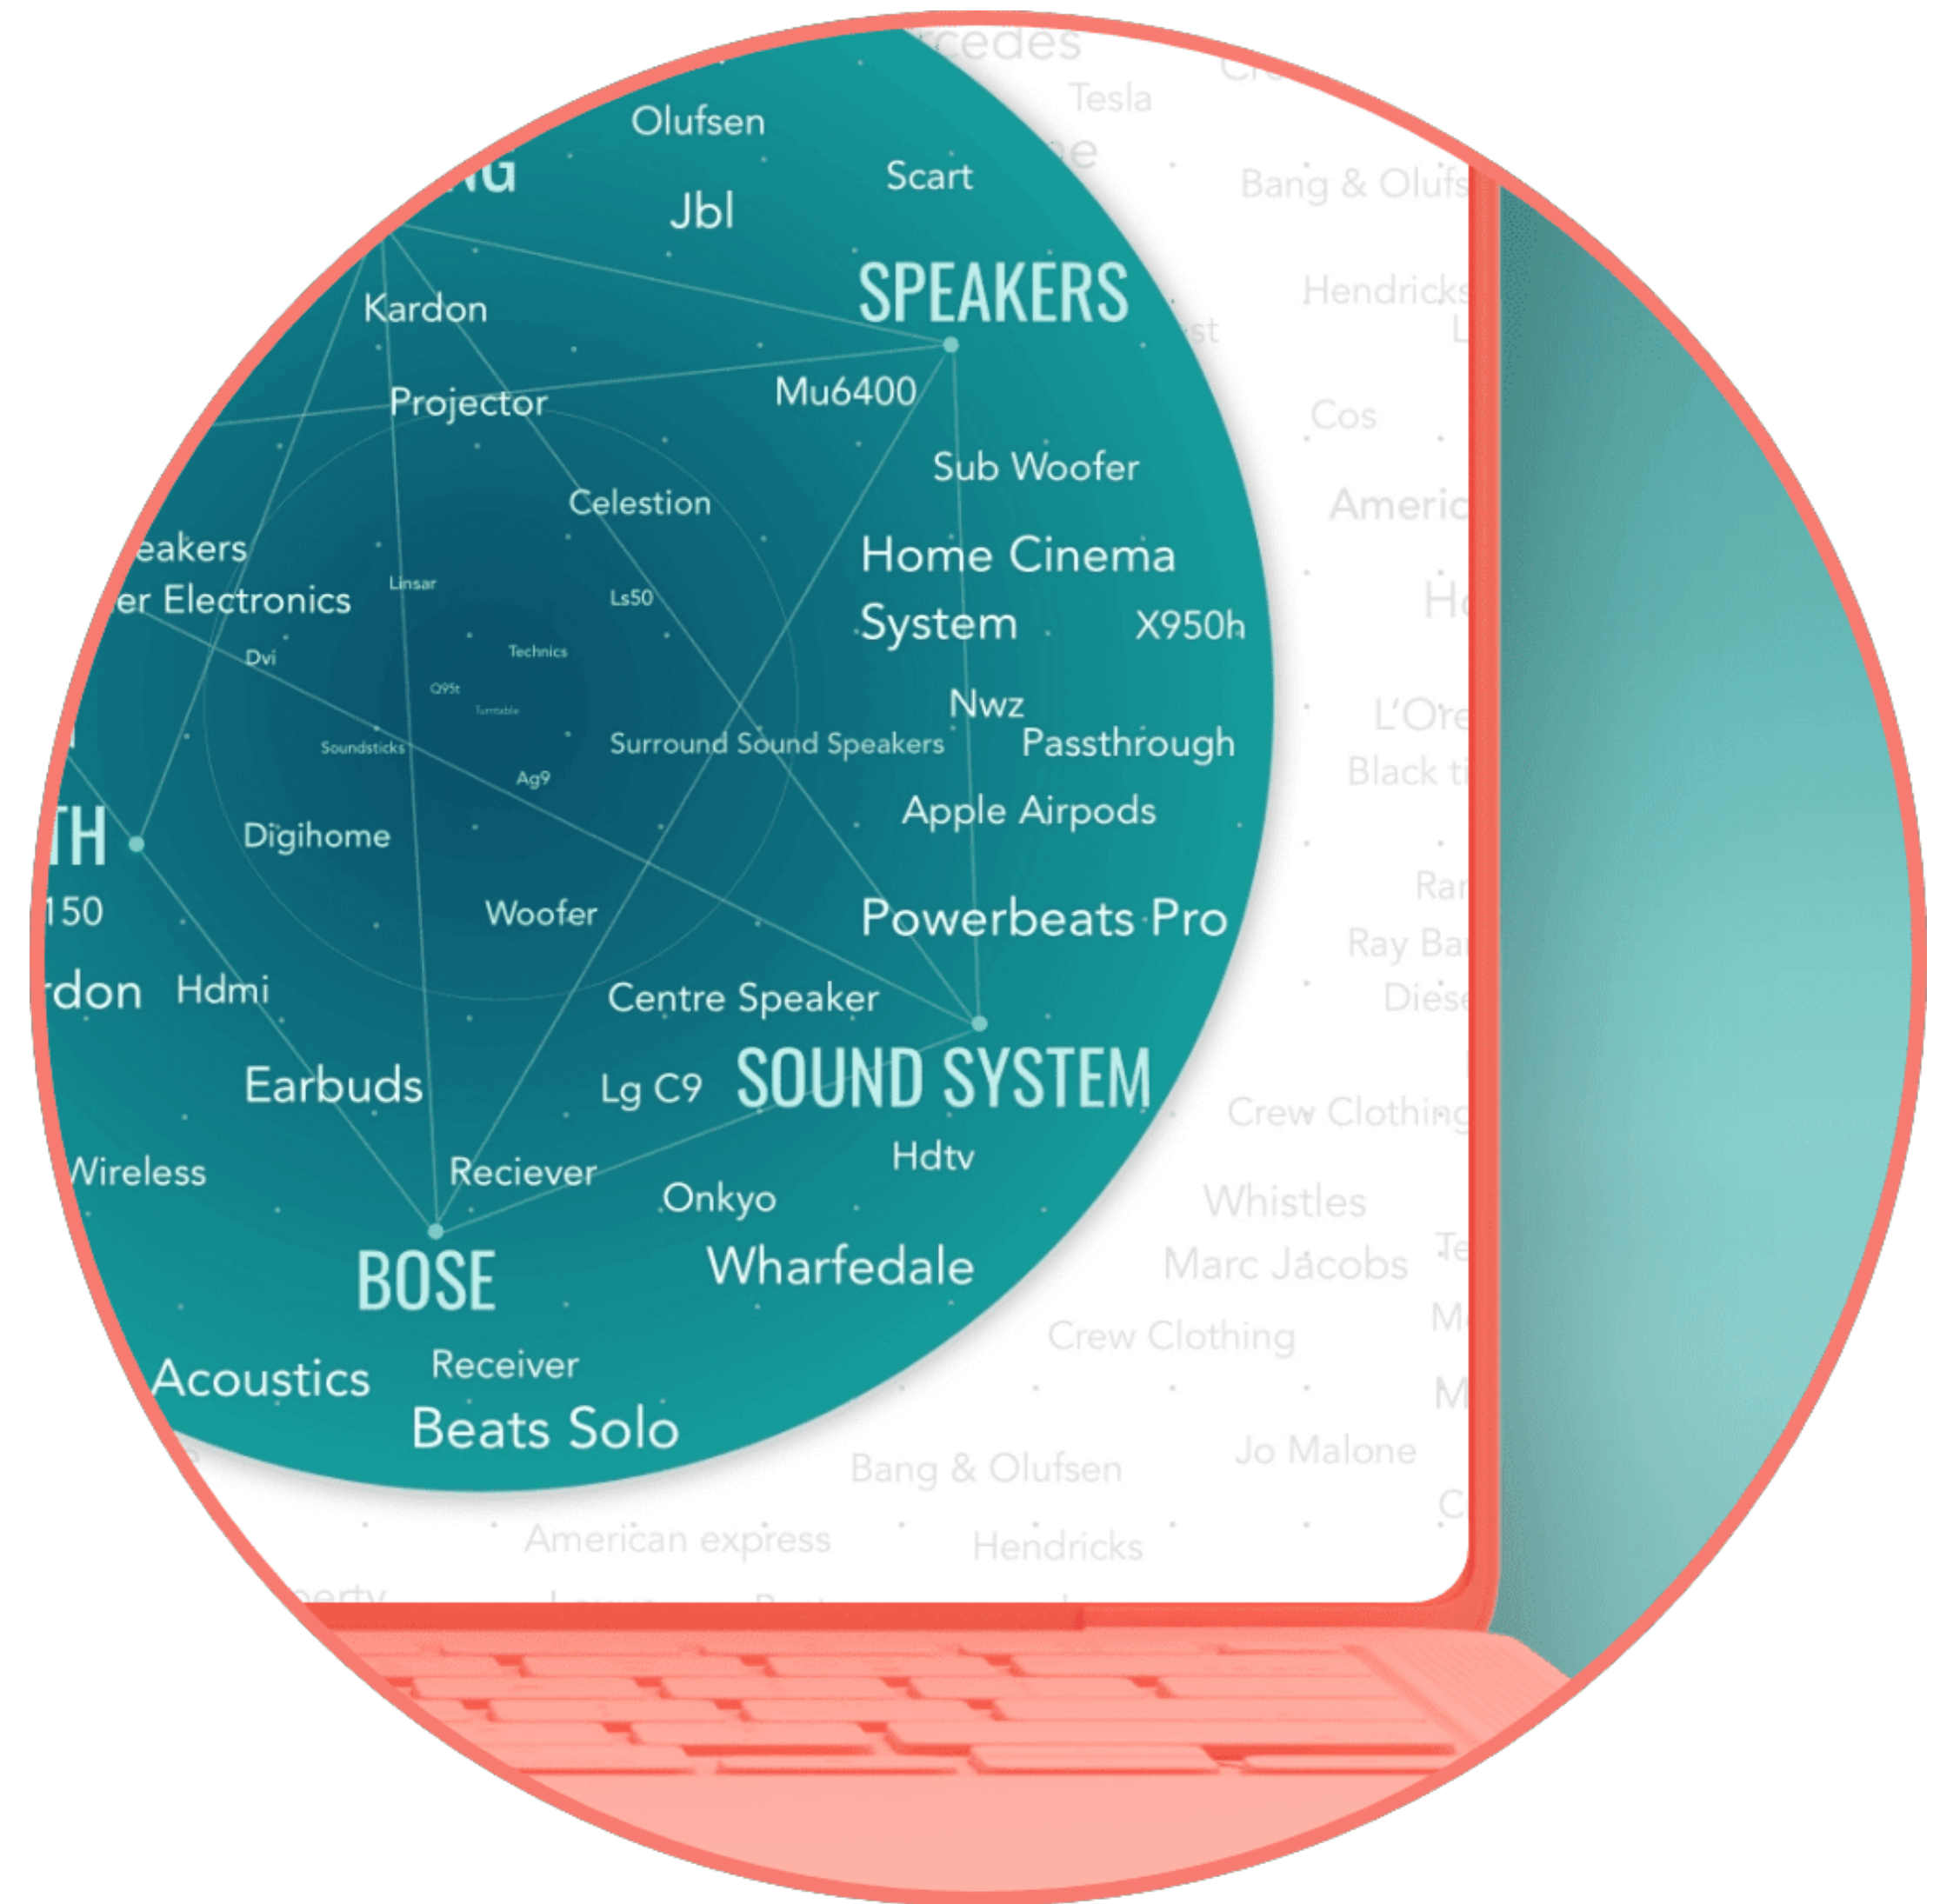 Tesla
Olufsen
Scart
Bang & Olufs
Jbl
SPEAKERS
Hendricks
Kardon
Mu6400
Projector
Cos
Sub Woofer
Celestion
Americ
eakers
Home Cinema
er Electronics
Linsar
Ls50
System
X950h
Dvi
Technics
Q95t
Turntable
Nwz
L'Ore
Soundsticks
Surround Sound Speakers
Passthrough
Black ti
Ag9
Apple Airpods
TH
Digihome
150
Woofer
Powerbeats Pro
Ray Ba
rdon
Hdmi
Centre Speaker
Diese
Earbuds
Lg C9
SOUND SYSTEM
Crew Clothing
Wireless
Reciever
Hdtv
Onkyo
Whistles
BOSE
Wharfedale
Marc Jacobs
Crew Clothing
Acoustics
Receiver
Beats Solo
Bang & Olufsen
Jo Malone
American express
Hendricks